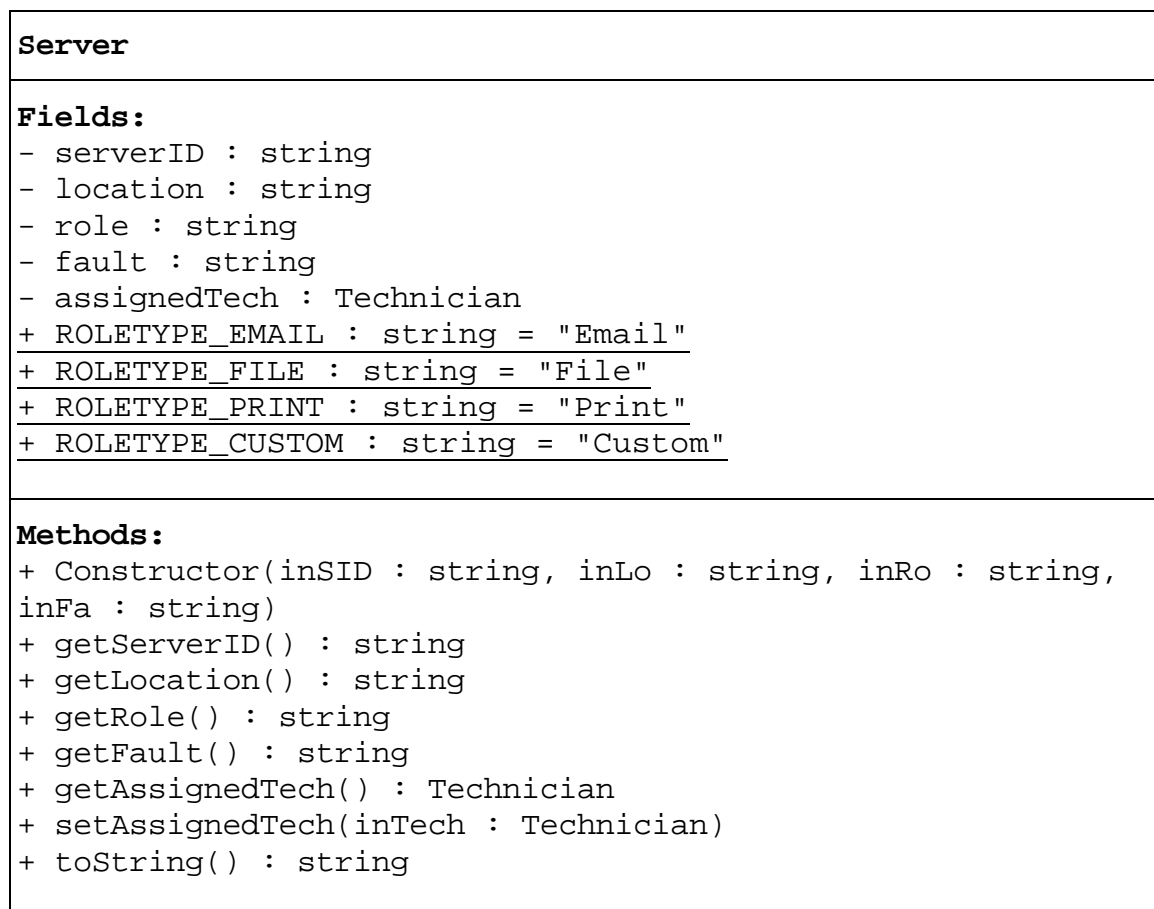 Server
Fields:
- serverID : string
- location : string
- role : string
- fault : string
- assignedTech : Technician
+ ROLETYPE_EMAIL : string = "Email"
+ ROLETYPE_FILE : string = "File"
+ ROLETYPE_PRINT : string = "Print"
+ ROLETYPE_CUSTOM : string = "Custom"
Methods:
+ Constructor(inSID : string, inLo : string, inRo : string,
inFa : string)
+ getServerID() : string
+ getLocation() : string
+ getRole() : string
+ getFault() : string
+ getAssignedTech() : Technician
+ setAssignedTech(inTech : Technician)
+ toString() : string